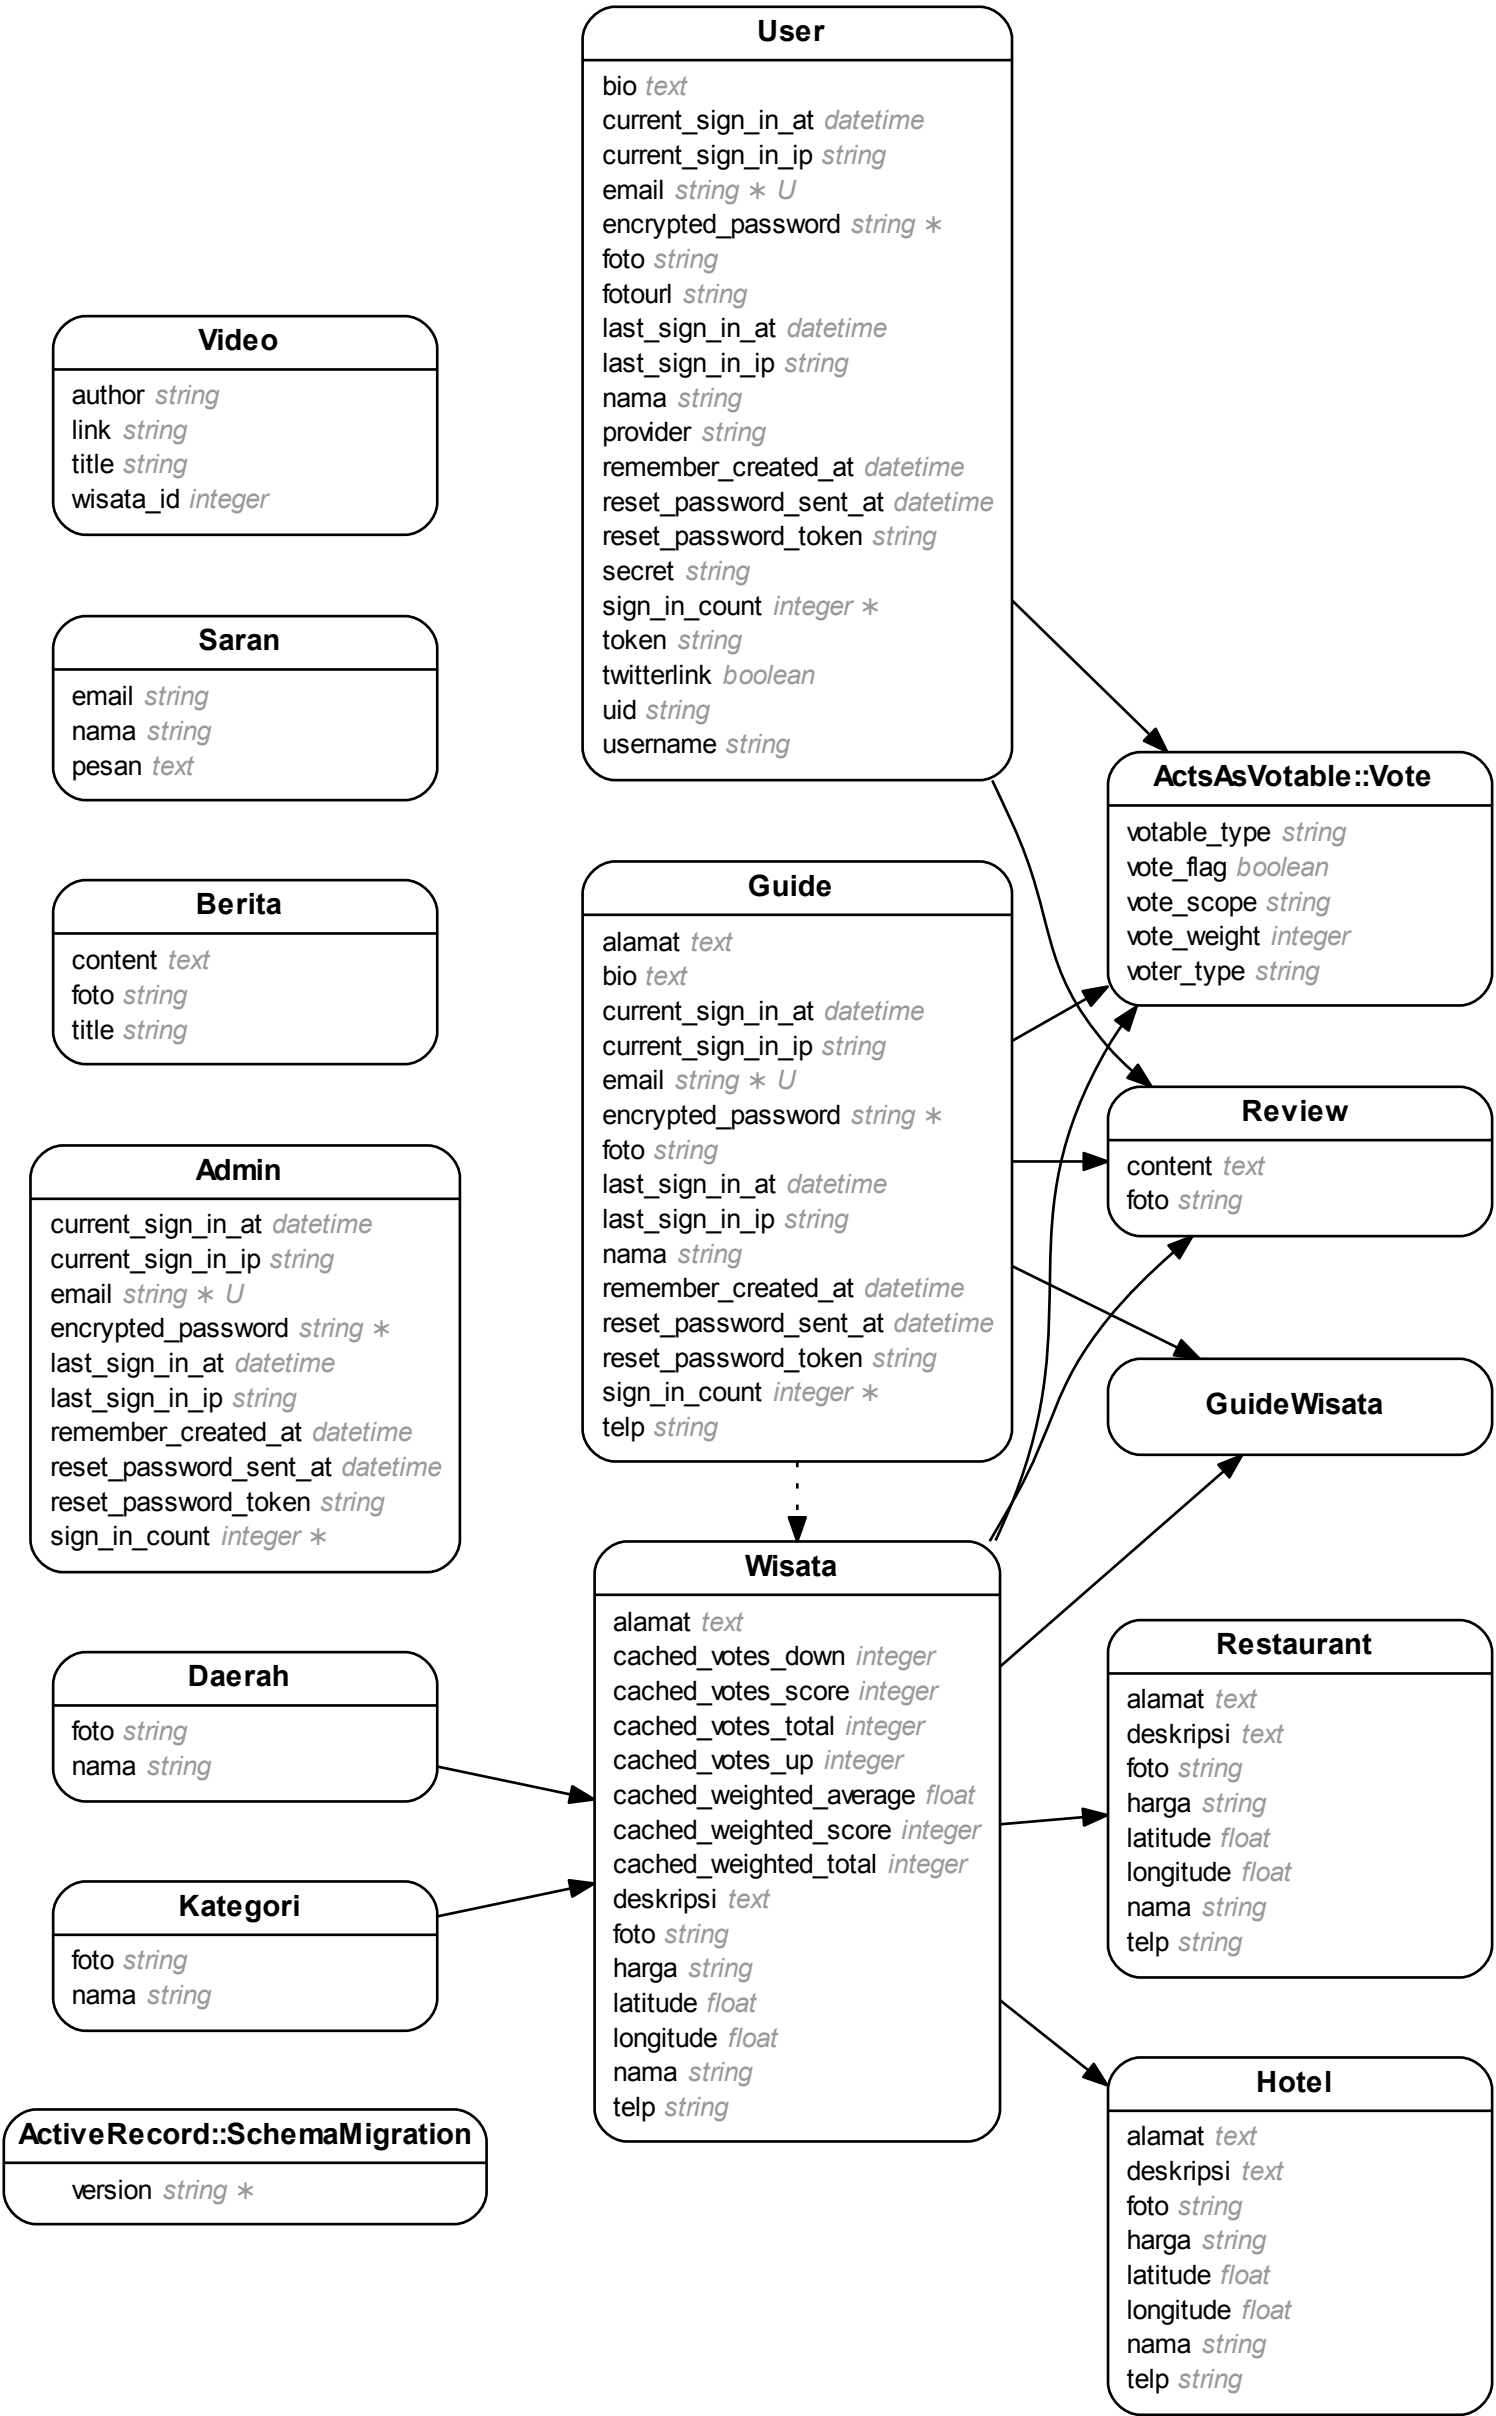 User
bio text
current_sign_in_at datetime
current_sign_in_ip string
email string ∗ U
encrypted_password string ∗
foto string
fotourl string
last_sign_in_at datetime
last_sign_in_ip string
nama string
provider string
remember_created_at datetime
reset_password_sent_at datetime
reset_password_token string
secret string
sign_in_count integer ∗
token string
twitterlink boolean
uid string
username string
Video
author string
link string
title string
wisata_id integer
Saran
email string
nama string
pesan text
Berita
content text
foto string
title string
Admin
current_sign_in_at datetime
current_sign_in_ip string
email string ∗ U
encrypted_password string ∗
last_sign_in_at datetime
last_sign_in_ip string
remember_created_at datetime
reset_password_sent_at datetime
reset_password_token string
sign_in_count integer ∗
Daerah
foto string
nama string
Kategori
foto string
nama string
ActiveRecord::SchemaMigration
version string ∗
Guide
alamat text
bio text
current_sign_in_at datetime
current_sign_in_ip string
email string ∗ U
encrypted_password string ∗
foto string
last_sign_in_at datetime
last_sign_in_ip string
nama string
remember_created_at datetime
reset_password_sent_at datetime
reset_password_token string
sign_in_count integer ∗
telp string
Wisata
alamat text
cached_votes_down integer
cached_votes_score integer
cached_votes_total integer
cached_votes_up integer
cached_weighted_average float
cached_weighted_score integer
cached_weighted_total integer
deskripsi text
foto string
harga string
latitude float
longitude float
nama string
telp string
ActsAsVotable::Vote
votable_type string
vote_flag boolean
vote_scope string
vote_weight integer
voter_type string
Review
content text
foto string
GuideWisata
Restaurant
alamat text
deskripsi text
foto string
harga string
latitude float
longitude float
nama string
telp string
Hotel
alamat text
deskripsi text
foto string
harga string
latitude float
longitude float
nama string
telp string